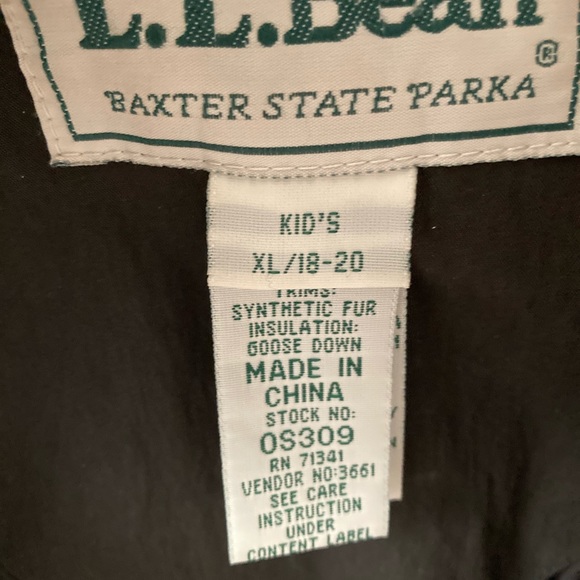 L.L.Bean
®
BAXTER STATE PARKA
KID'S
XL/18-20
TRIMS:
SYNTHETIC FUR
INSULATION:
GOOSE DOWN
MADE IN
CHINA
STOCK NO:
OS309
RN 71341
VENDOR NO:3661
SEE CARE
INSTRUCTION
UNDER
CONTENT LABEL